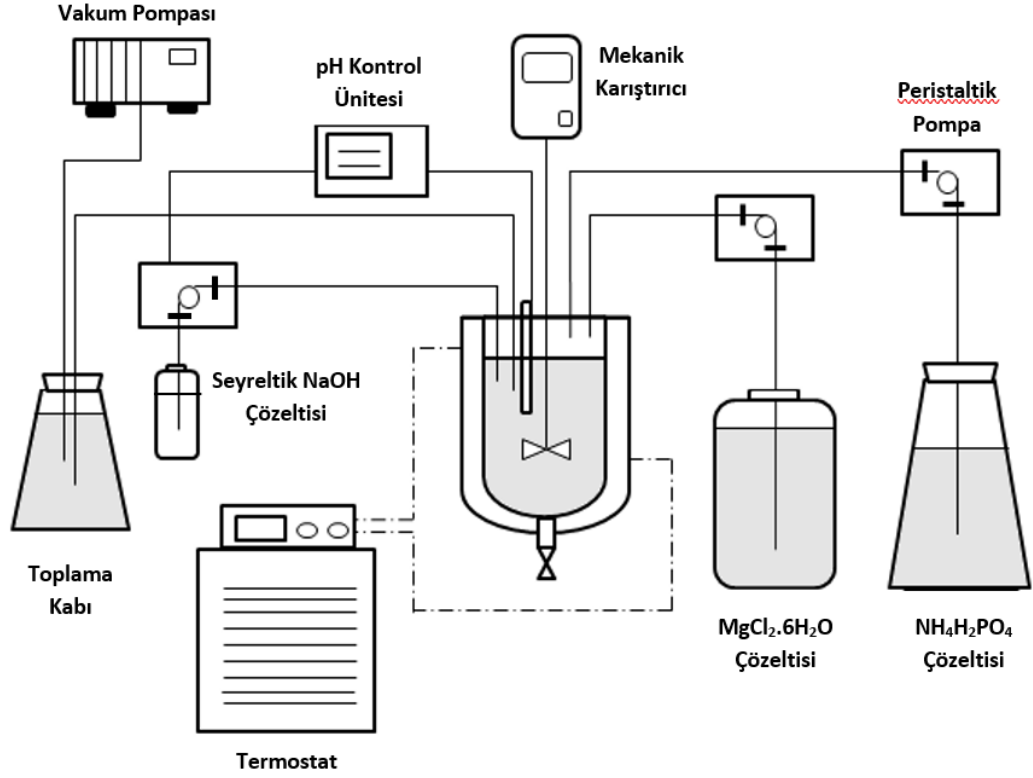 Vakum Pompası
pH Kontrol
Ünitesi
Mekanik
Karıştırıcı
Peristaltik
Pompa
Seyreltik NaOH
Çözeltisi
Toplama
Kabı
MgCl₂.6H₂O
Çözeltisi
NH₄H₂PO₄
Çözeltisi
Termostat